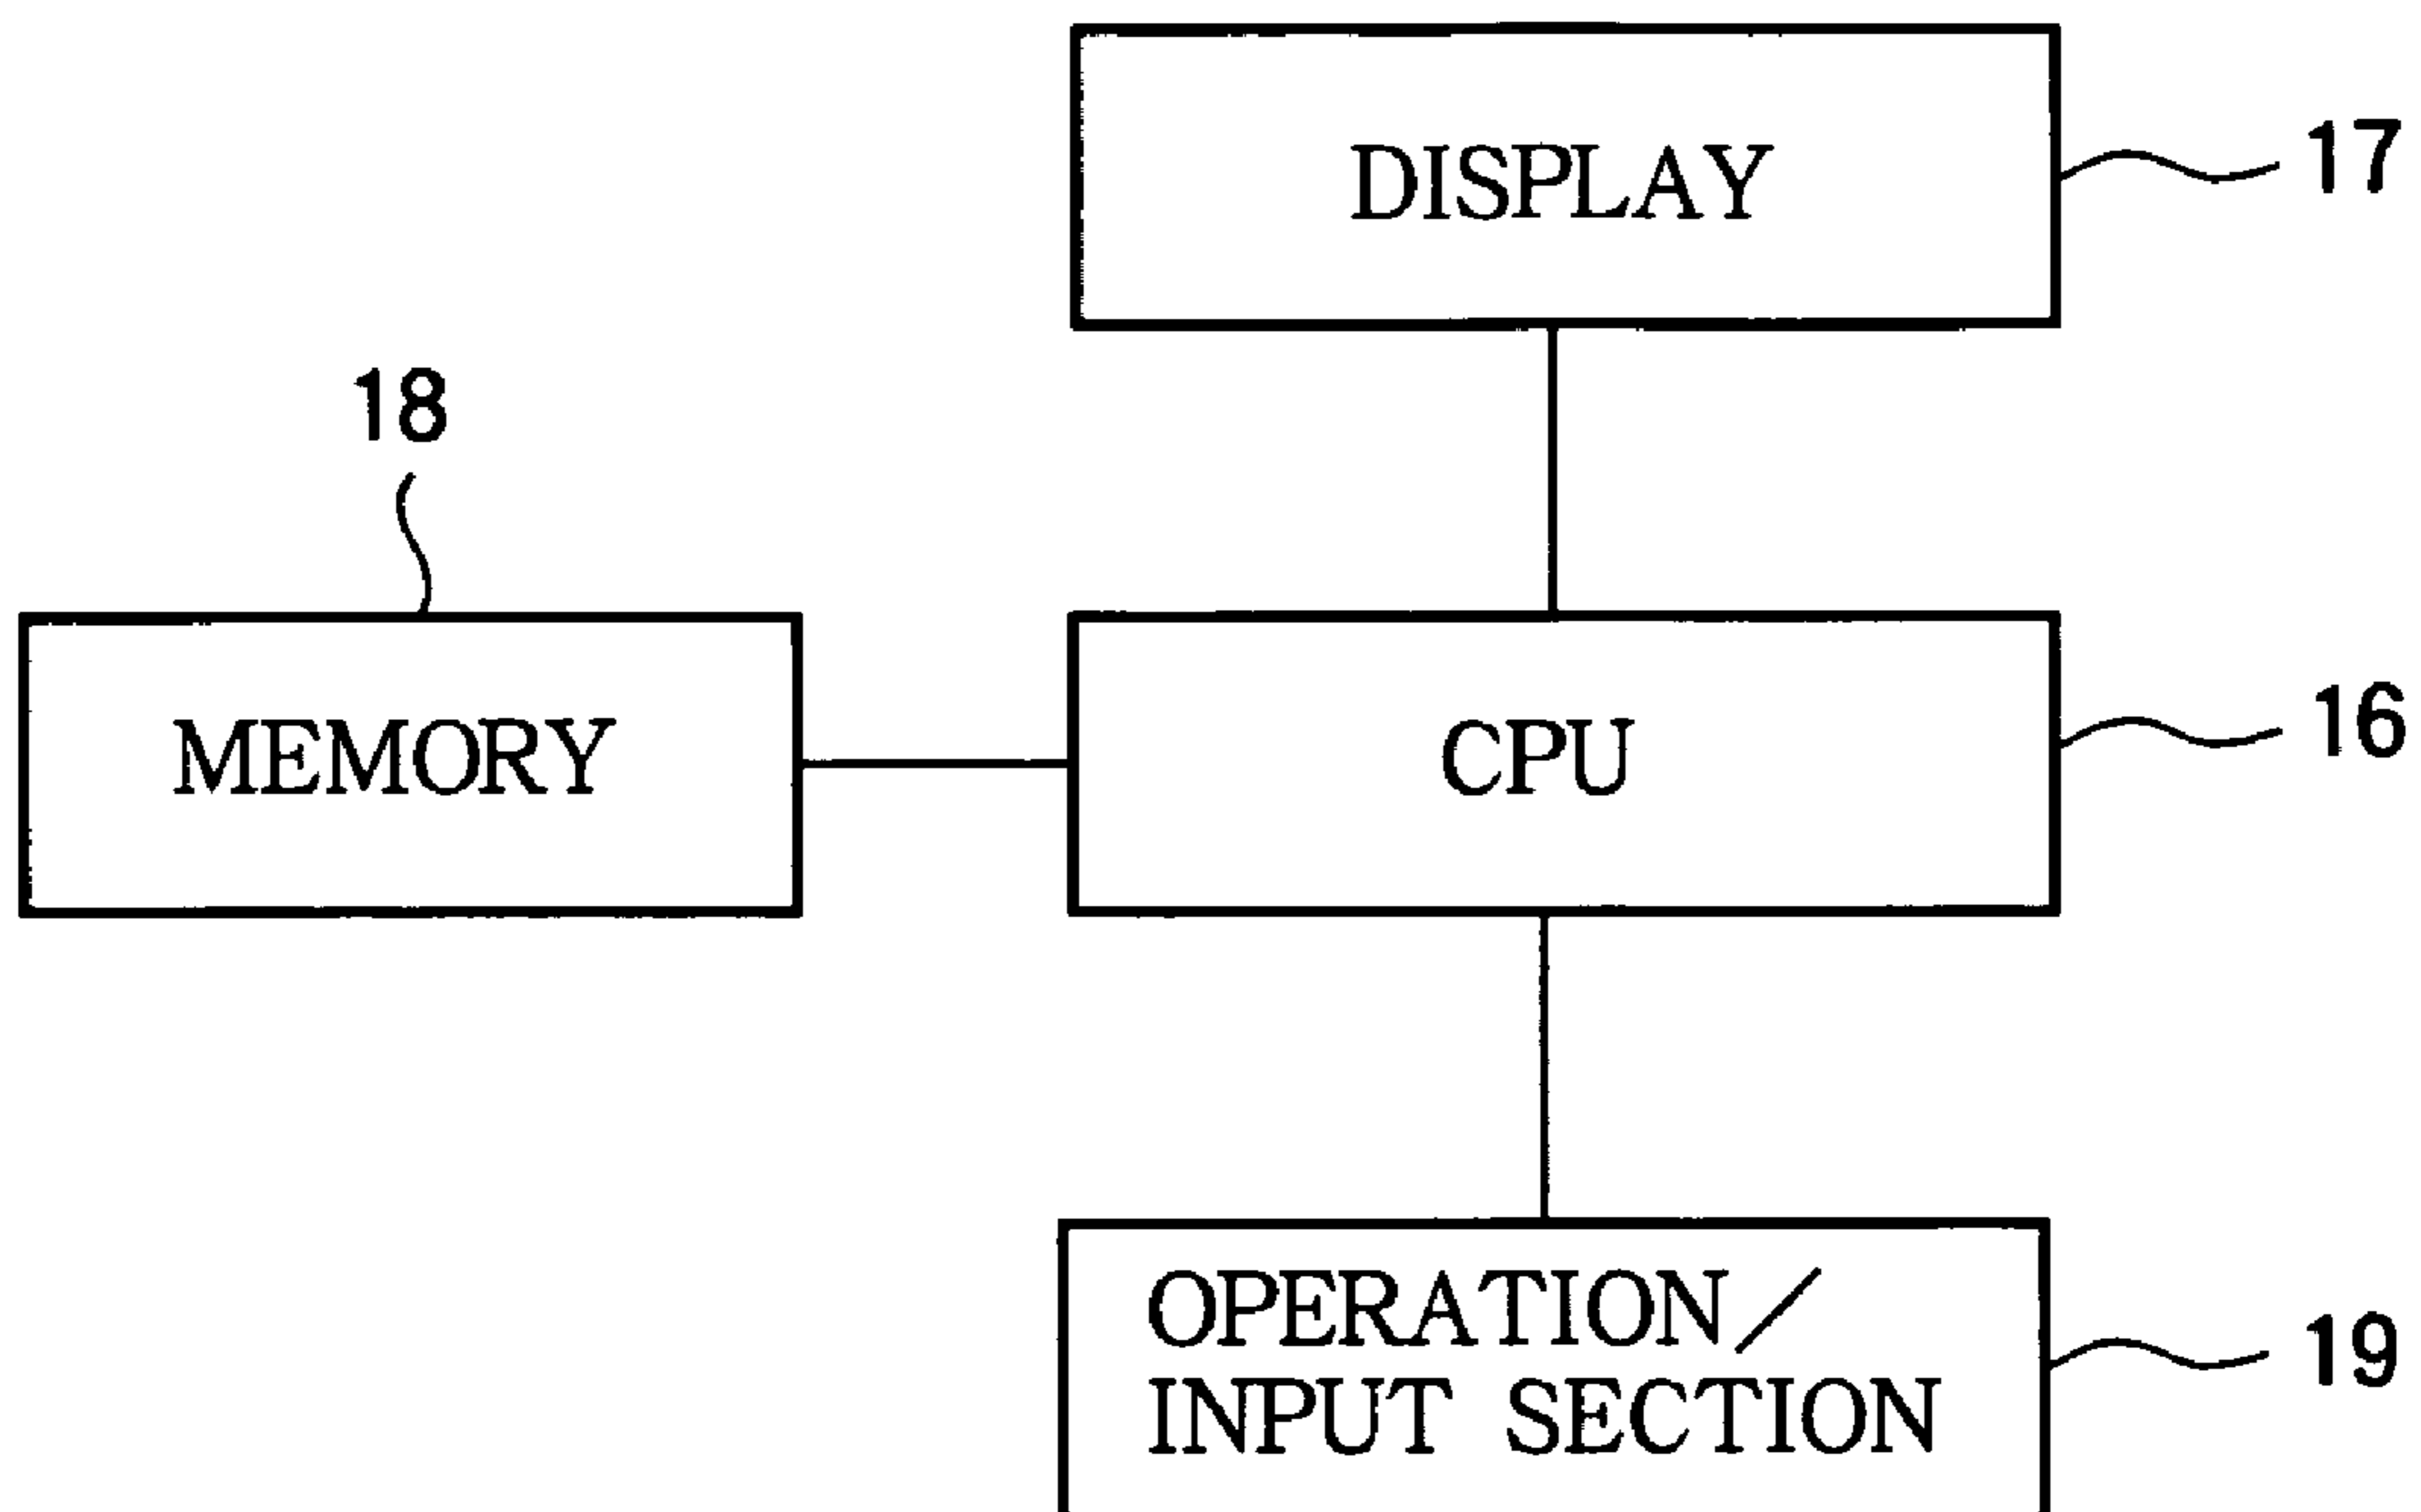 DISPLAY
17
18
MEMORY
CPU
16
OPERATION/
INPUT SECTION
19